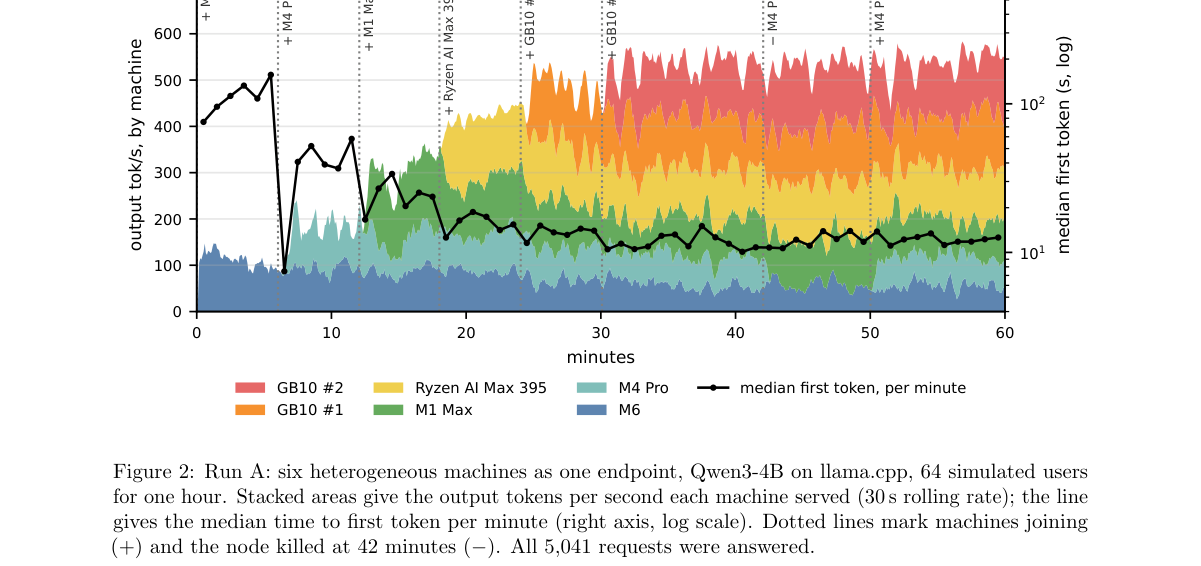 + M
+ M4 P
+ M1 Ma
+ Ryzen AI Max 39
+ GB10 #
+ GB10 #
− M4 P
+ M4 P
output tok/s, by machine
600
500
400
300
200
100
0
median first token (s, log)
10²
10¹
0 10 20 30 40 50 60
minutes
GB10 #2 Ryzen AI Max 395 M4 Pro median first token, per minute
GB10 #1 M1 Max M6
Figure 2: Run A: six heterogeneous machines as one endpoint, Qwen3-4B on llama.cpp, 64 simulated users
for one hour. Stacked areas give the output tokens per second each machine served (30 s rolling rate); the line
gives the median time to first token per minute (right axis, log scale). Dotted lines mark machines joining
(+) and the node killed at 42 minutes (−). All 5,041 requests were answered.